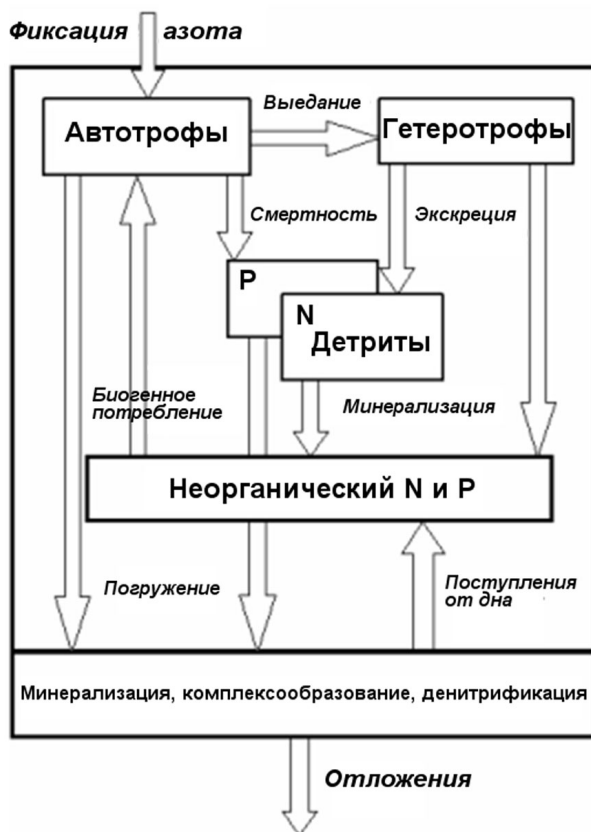 Фиксация азота
Выедание
Автотрофы
Гетеротрофы
Смертность
Экскреция
P
N
Детриты
Биогенное
потребление
Минерализация
Неорганический N и P
Погружение
Поступления
от дна
Минерализация, комплексообразование, денитрификация
Отложения